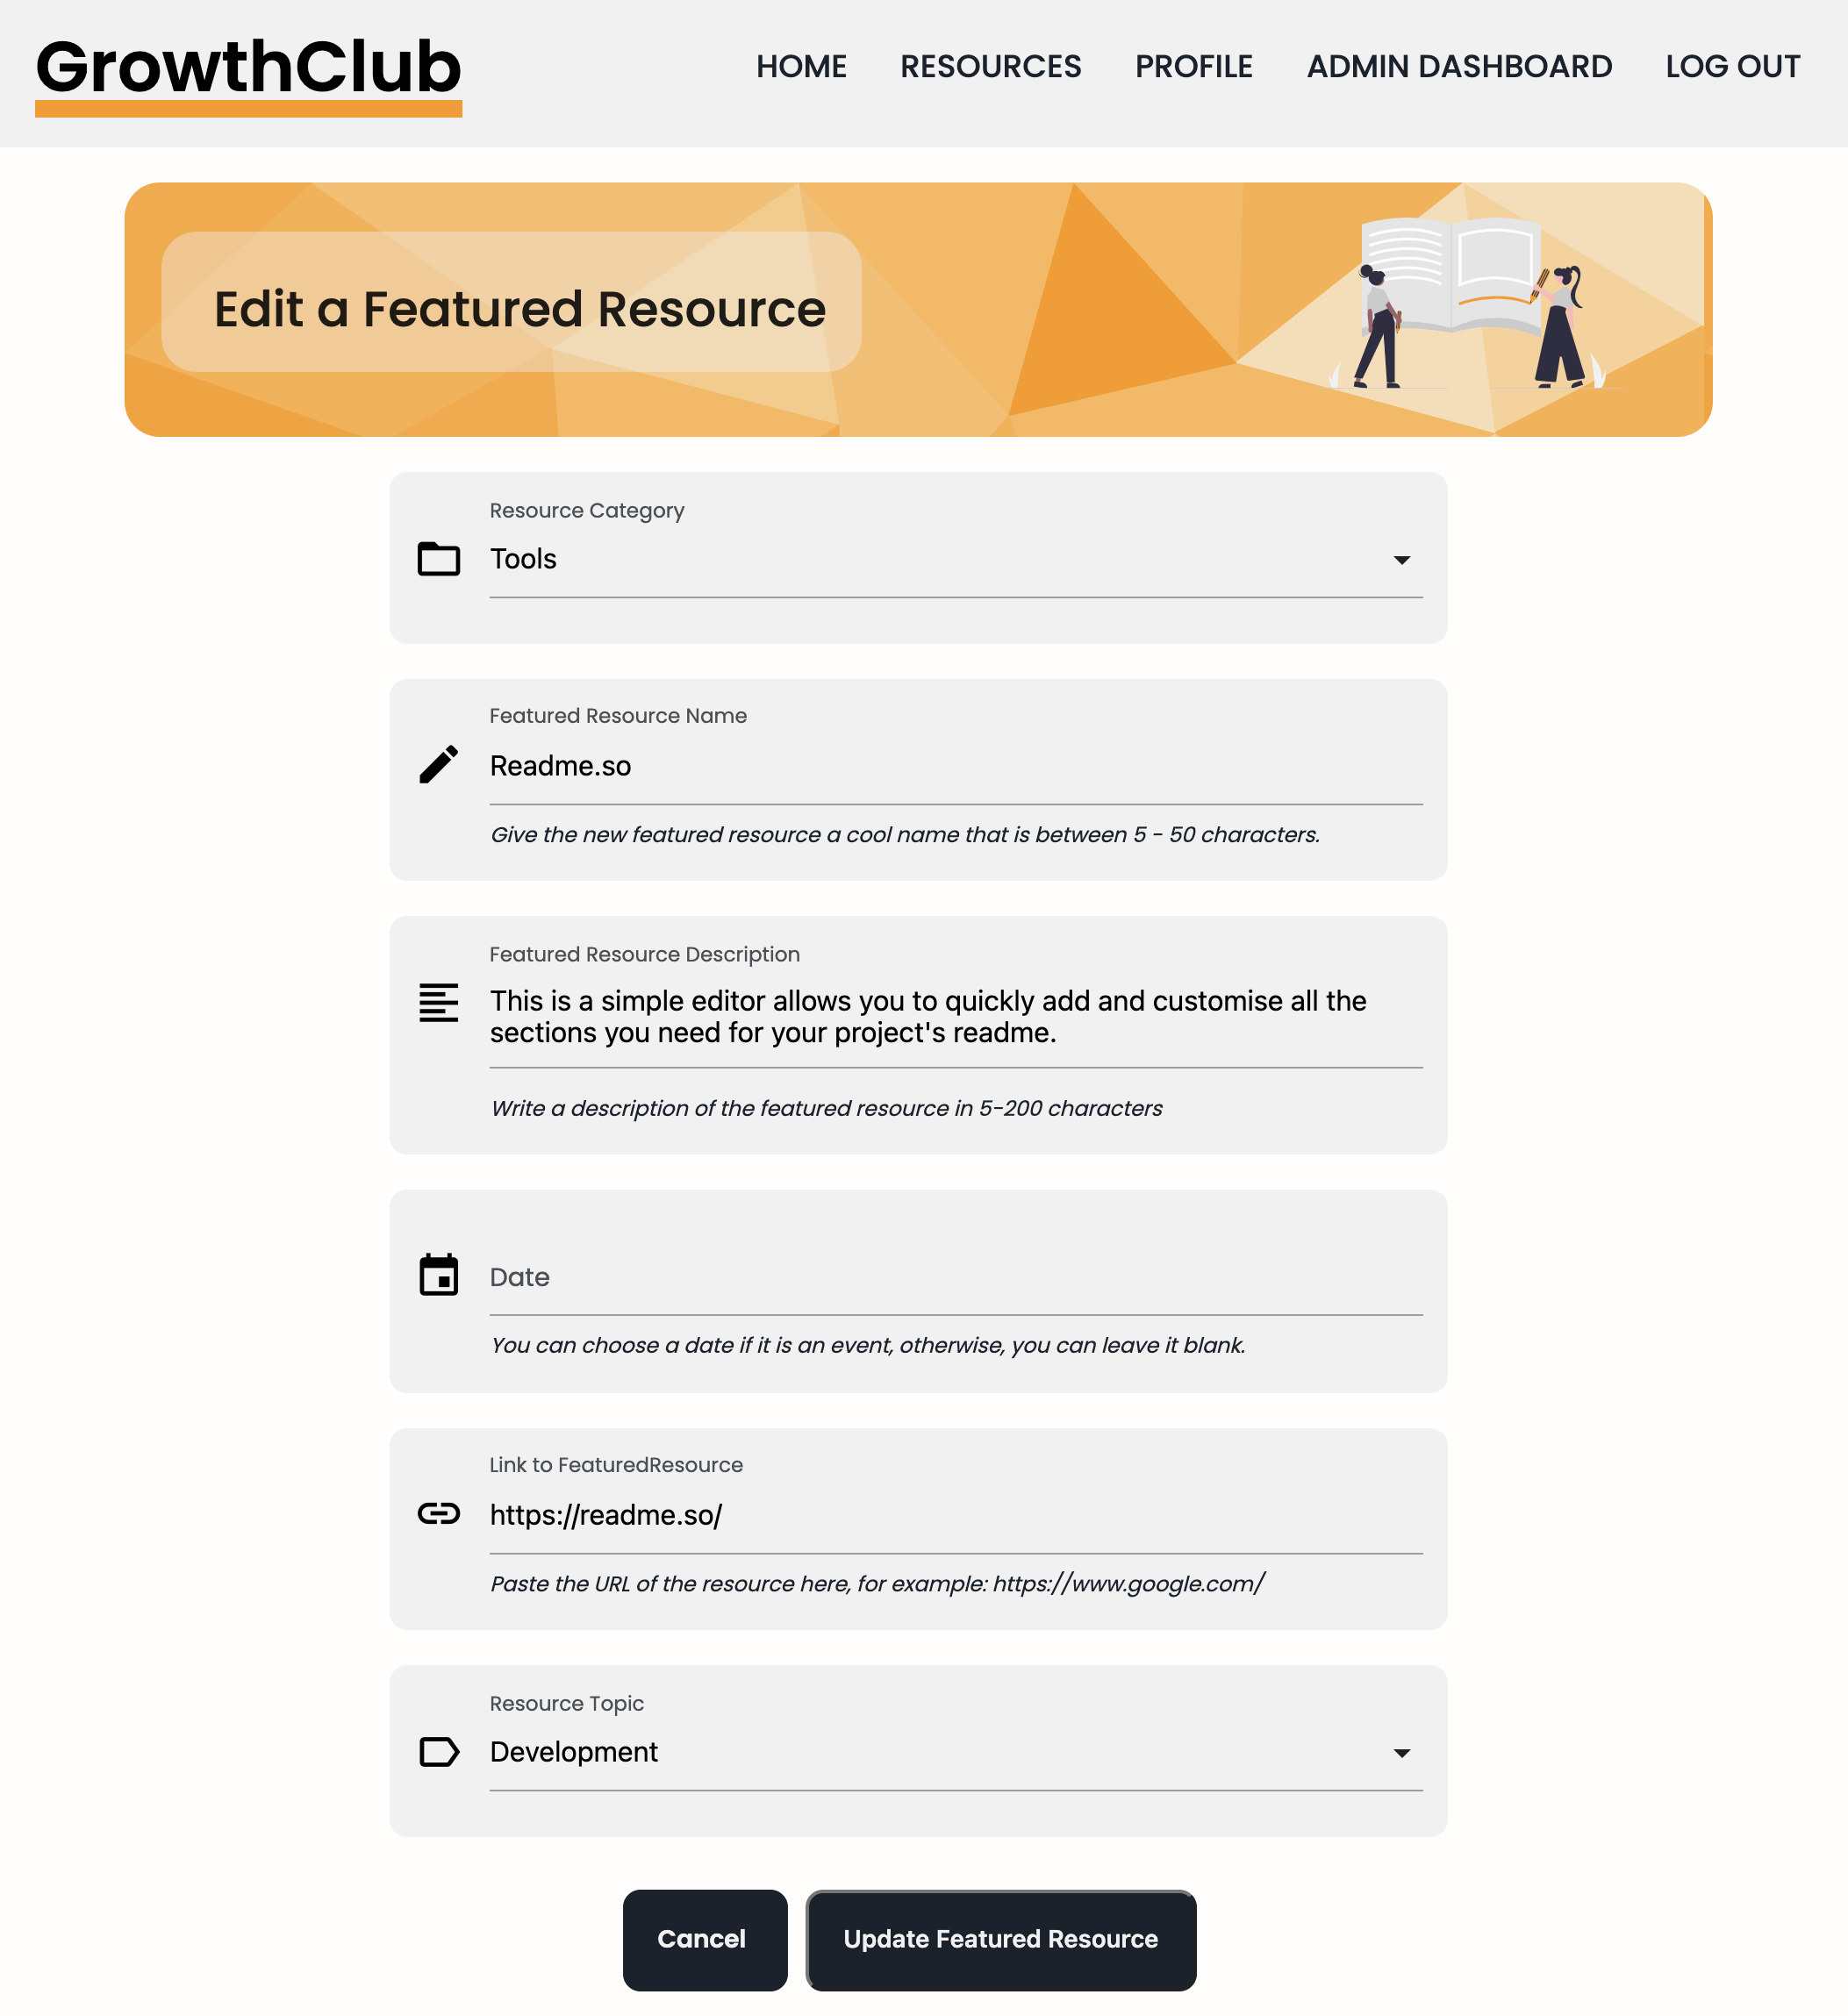 GrowthClub
HOME RESOURCES PROFILE ADMIN DASHBOARD LOG OUT
Edit a Featured Resource
Resource Category
Tools
Featured Resource Name
Readme.so
Give the new featured resource a cool name that is between 5 - 50 characters.
Featured Resource Description
This is a simple editor allows you to quickly add and customise all the
sections you need for your project's readme.
Write a description of the featured resource in 5-200 characters
Date
You can choose a date if it is an event, otherwise, you can leave it blank.
Link to FeaturedResource
https://readme.so/
Paste the URL of the resource here, for example: https://www.google.com/
Resource Topic
Development
Cancel
Update Featured Resource